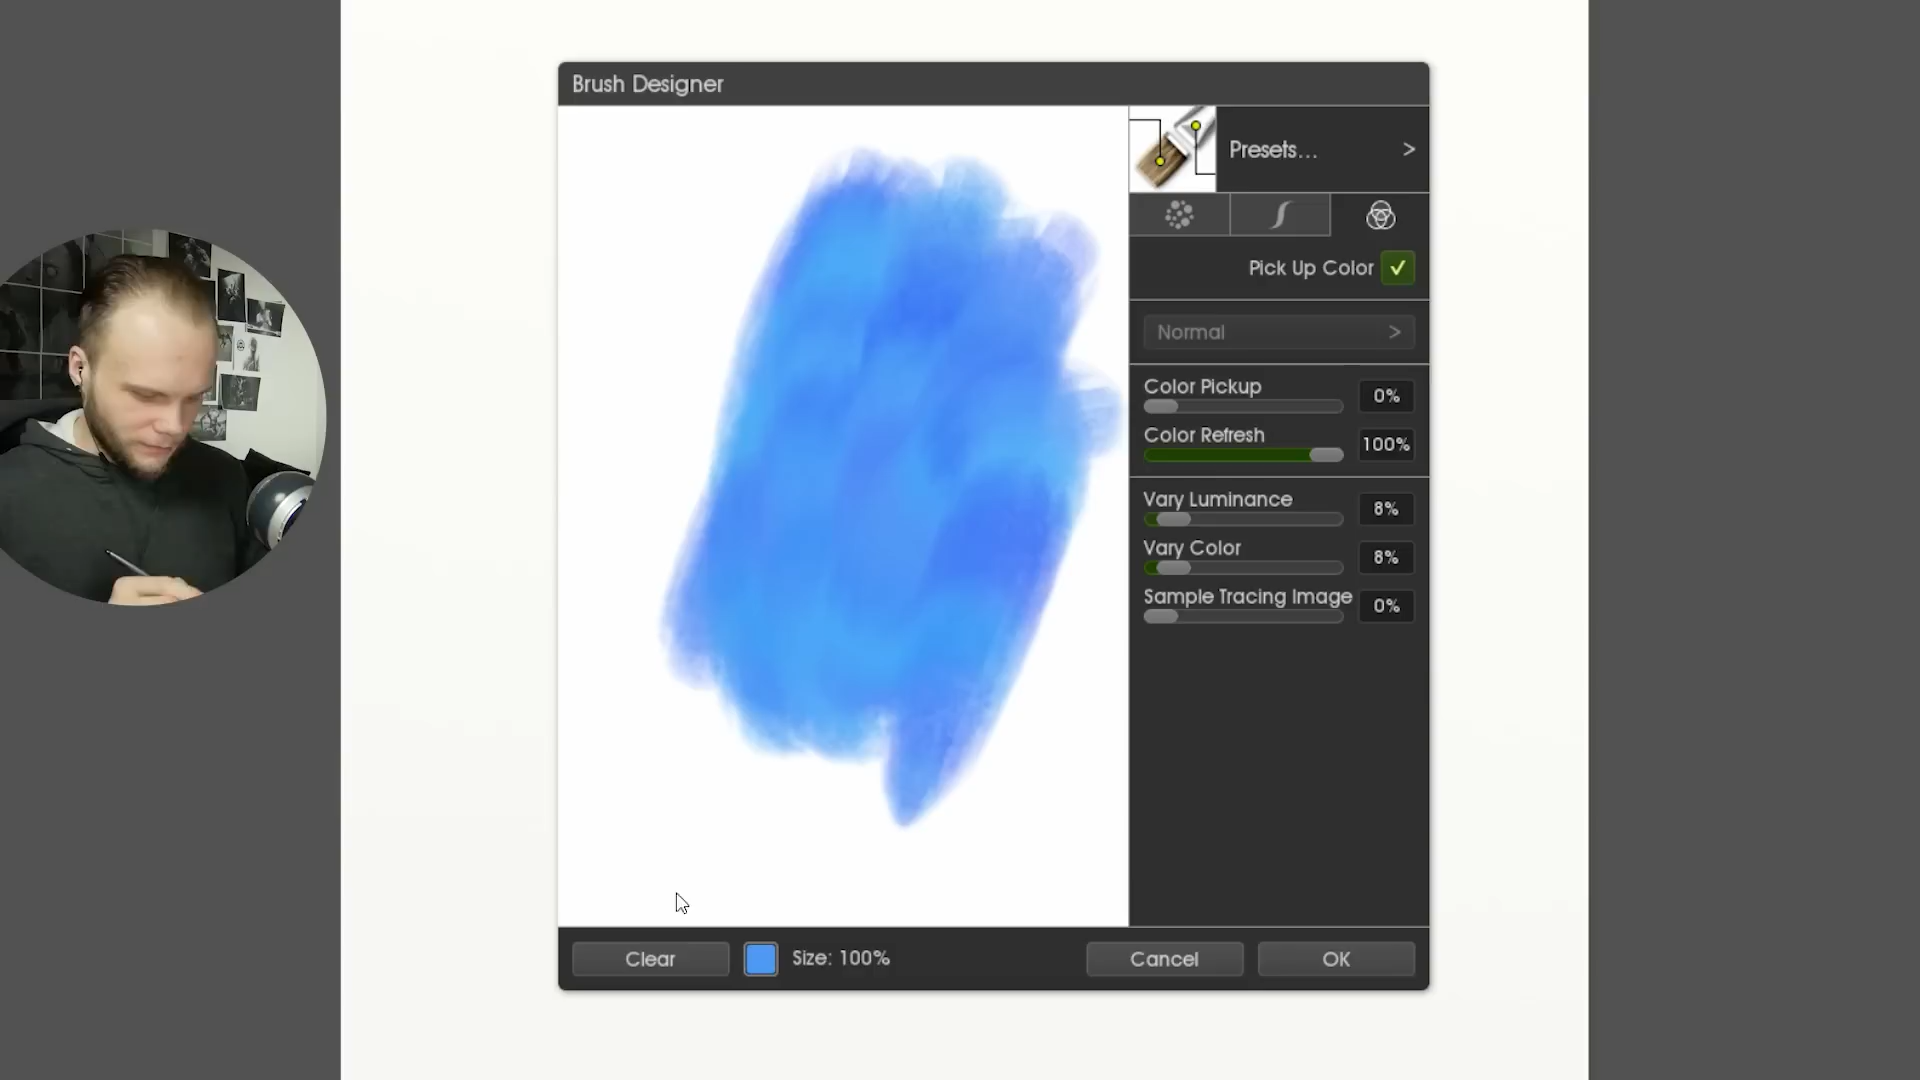 Brush Designer
Presets... >
Pick Up Color
Normal >
Color Pickup 0%
Color Refresh 100%
Vary Luminance 8%
Vary Color 8%
Sample Tracing Image 0%
Clear Size: 100% Cancel OK